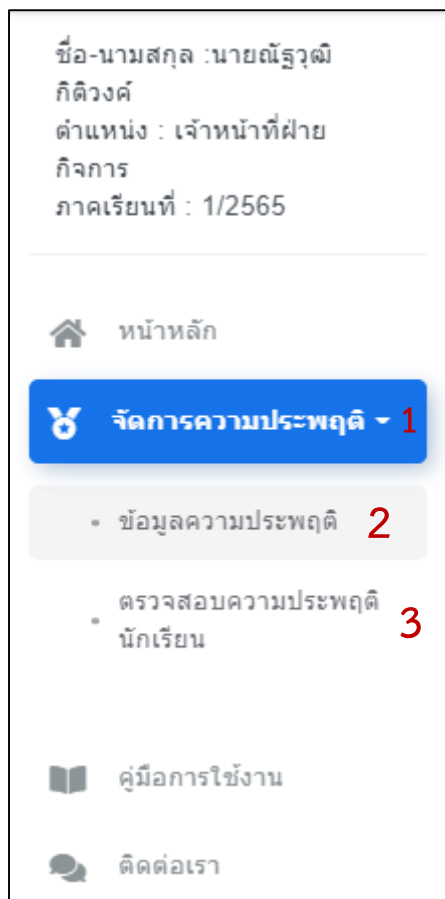 ชื่อ-นามสกุล :นายณัฐวุฒิ
กิติวงค์
ตำแหน่ง : เจ้าหน้าที่ฝ่าย
กิจการ
ภาคเรียนที่ : 1/2565
หน้าหลัก
จัดการความประพฤติ 1
ข้อมูลความประพฤติ 2
ตรวจสอบความประพฤติ
นักเรียน 3
คู่มือการใช้งาน
ติดต่อเรา